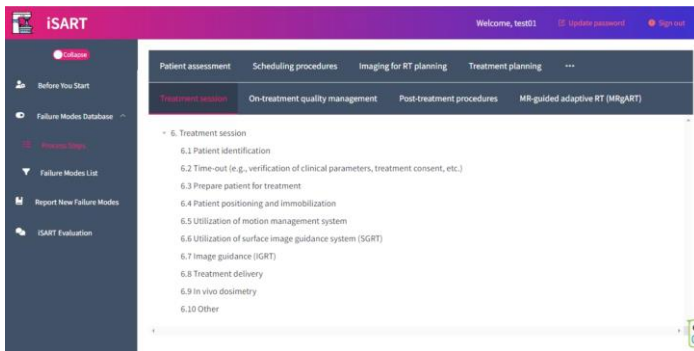 iSART
Welcome, test01 Update password Sign out
Collapse
Before You Start
Failure Modes Database
Process Steps
Failure Modes List
Report New Failure Modes
iSART Evaluation
Patient assessment Scheduling procedures Imaging for RT planning Treatment planning ...
Treatment session On-treatment quality management Post-treatment procedures MR-guided adaptive RT (MRgART)
6. Treatment session
6.1 Patient identification
6.2 Time-out (e.g., verification of clinical parameters, treatment consent, etc.)
6.3 Prepare patient for treatment
6.4 Patient positioning and immobilization
6.5 Utilization of motion management system
6.6 Utilization of surface image guidance system (SGRT)
6.7 Image guidance (IGRT)
6.8 Treatment delivery
6.9 In vivo dosimetry
6.10 Other